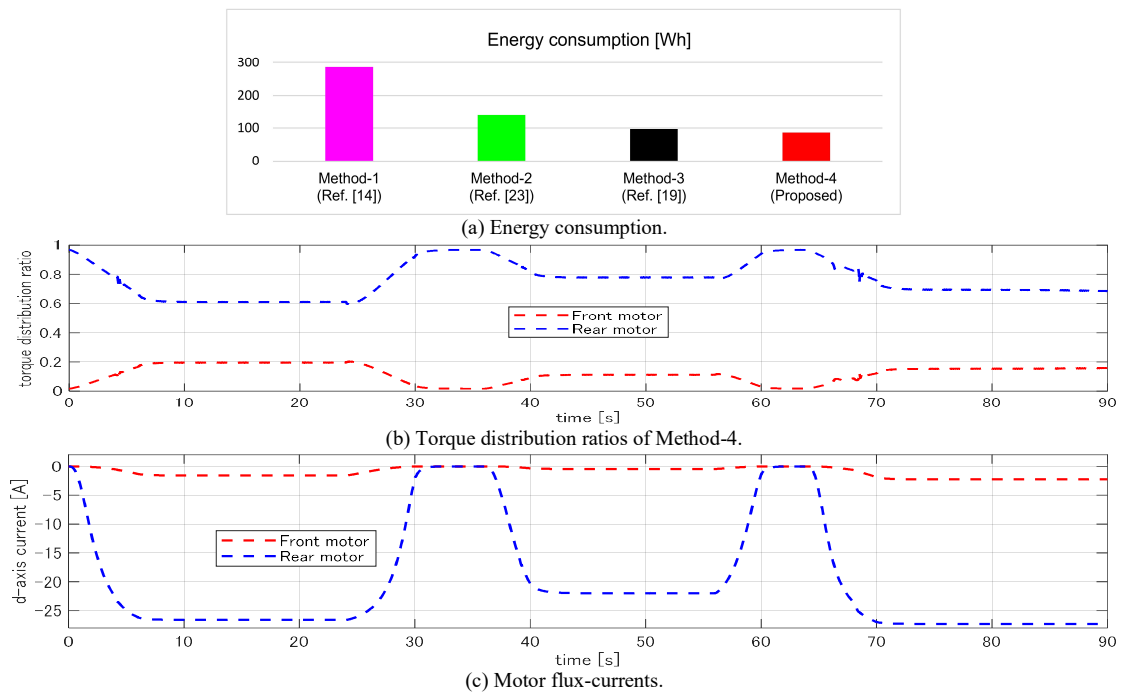 Energy consumption [Wh]
300
200
100
0
Method-1
(Ref. [14])
Method-2
(Ref. [23])
Method-3
(Ref. [19])
Method-4
(Proposed)
(a) Energy consumption.
torque distribution ratio
1
0.8
0.6
0.4
0.2
0
Front motor
Rear motor
0 10 20 30 40 50 60 70 80 90
time [s]
(b) Torque distribution ratios of Method-4.
d-axis current [A]
0
-5
-10
-15
-20
-25
Front motor
Rear motor
0 10 20 30 40 50 60 70 80 90
time [s]
(c) Motor flux-currents.